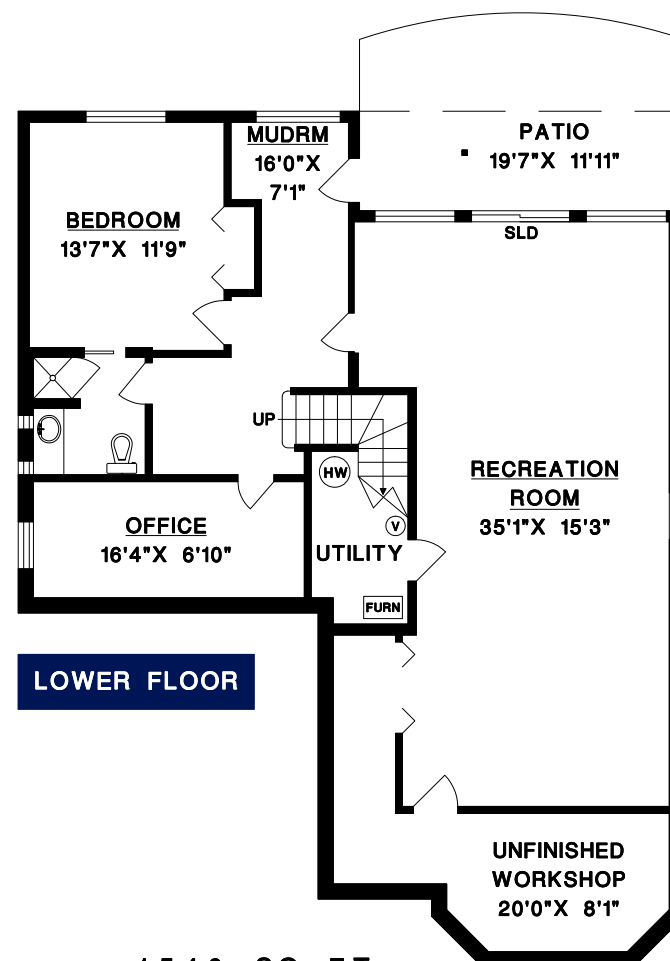 MUDRM
16'0"X
7'1"
PATIO
19'7"X 11'11"
SLD
BEDROOM
13'7"X 11'9"
UP
HW
RECREATION
ROOM
35'1"X 15'3"
V
OFFICE
16'4"X 6'10"
UTILITY
FURN
LOWER FLOOR
UNFINISHED
WORKSHOP
20'0"X 8'1"